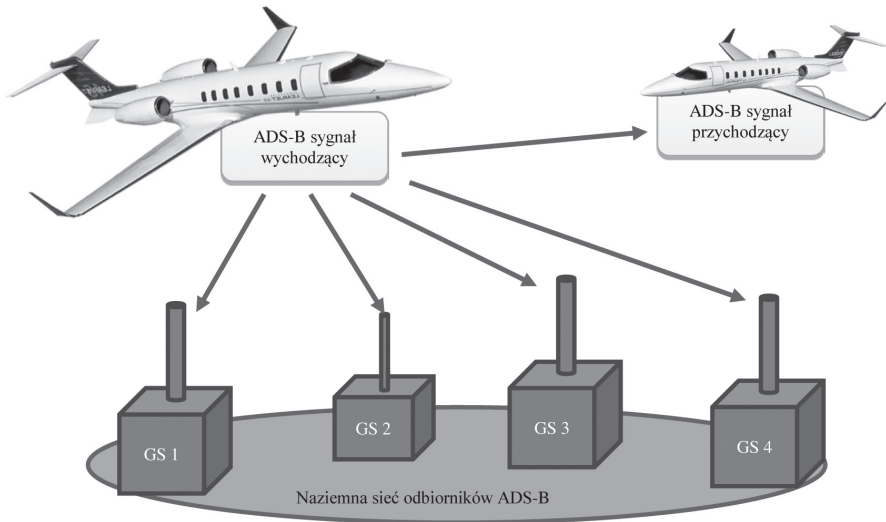 ADS-B sygnał
wychodzący
ADS-B sygnał
przychodzący
GS 1
GS 2
GS 3
GS 4
Naziemna sieć odbiorników ADS-B